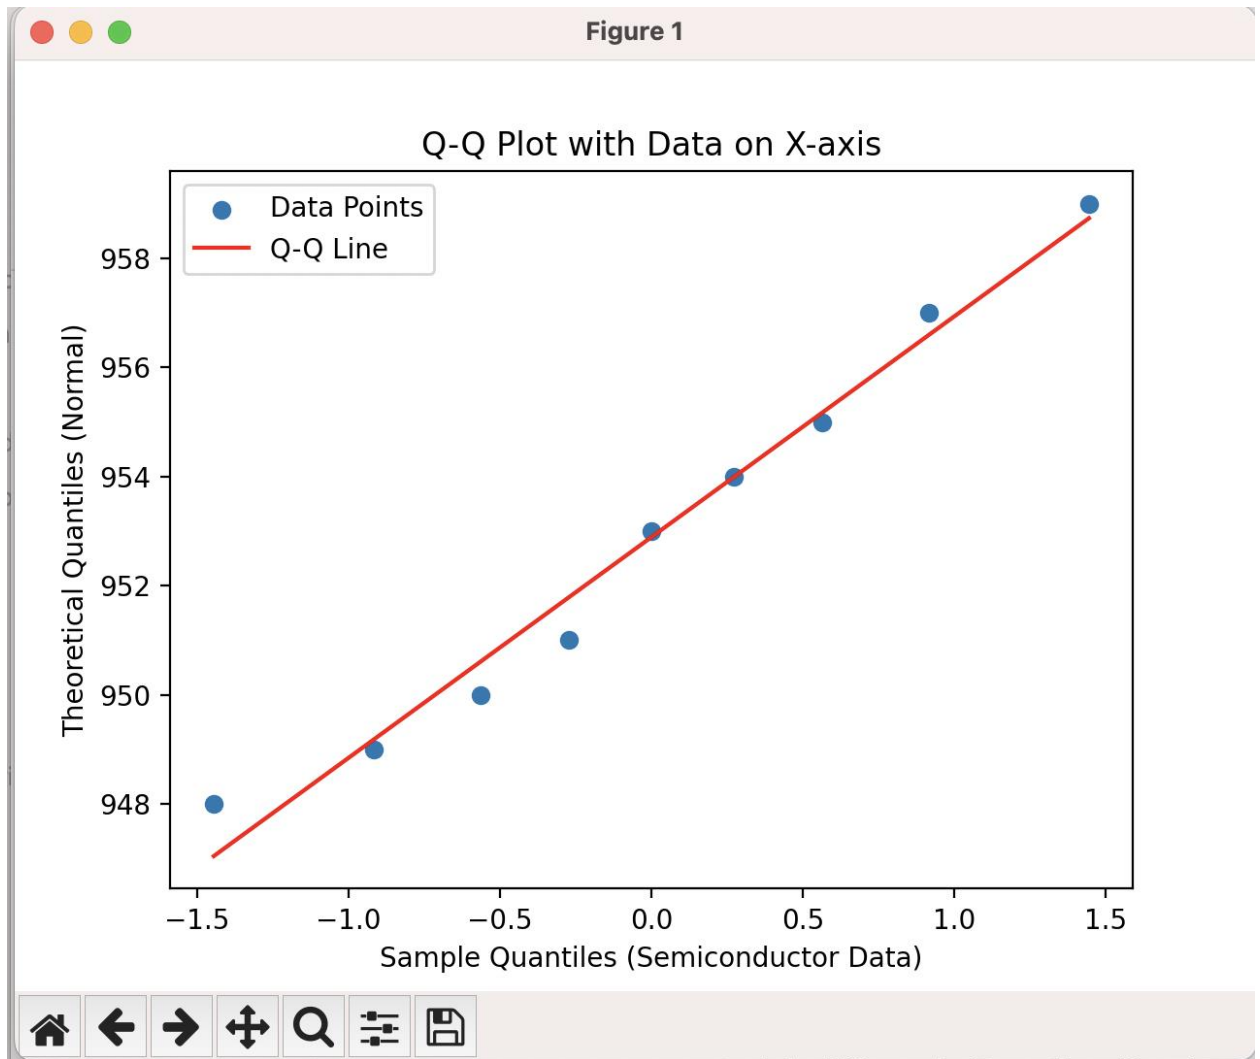 Figure 1
Q-Q Plot with Data on X-axis
Data Points
Q-Q Line
958
956
954
952
950
948
Theoretical Quantiles (Normal)
−1.5 −1.0 −0.5 0.0 0.5 1.0 1.5
Sample Quantiles (Semiconductor Data)